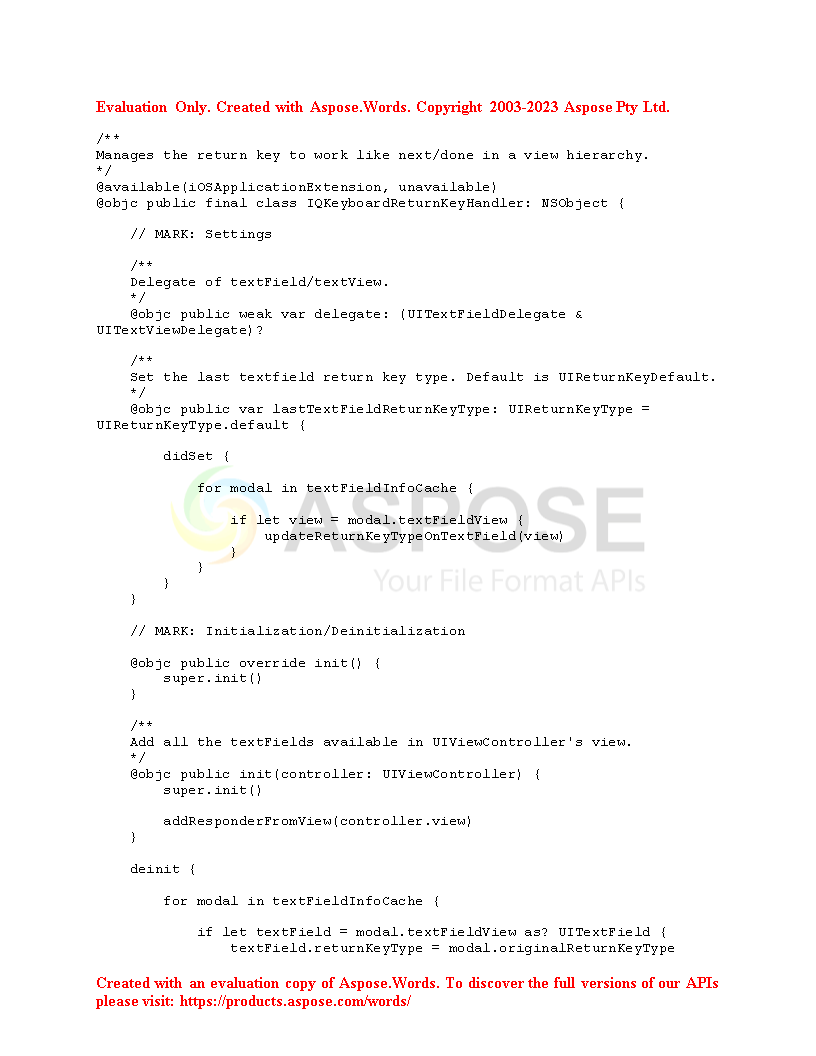 Evaluation Only. Created with Aspose.Words. Copyright 2003-2023 Aspose Pty Ltd.
/**
Manages the return key to work like next/done in a view hierarchy.
*/
@available(iOSApplicationExtension, unavailable)
@objc public final class IQKeyboardReturnKeyHandler: NSObject {
    // MARK: Settings
    /**
    Delegate of textField/textView.
    */
    @objc public weak var delegate: (UITextFieldDelegate &
UITextViewDelegate)?
    /**
    Set the last textfield return key type. Default is UIReturnKeyDefault.
    */
    @objc public var lastTextFieldReturnKeyType: UIReturnKeyType =
UIReturnKeyType.default {
        didSet {
            for modal in textFieldInfoCache {
                if let view = modal.textFieldView {
                    updateReturnKeyTypeOnTextField(view)
                }
            }
        }
    }
ASPOSE
Your File Format APIs
    // MARK: Initialization/Deinitialization
    @objc public override init() {
        super.init()
    }
    /**
    Add all the textFields available in UIViewController's view.
    */
    @objc public init(controller: UIViewController) {
        super.init()
        addResponderFromView(controller.view)
    }
    deinit {
        for modal in textFieldInfoCache {
            if let textField = modal.textFieldView as? UITextField {
                textField.returnKeyType = modal.originalReturnKeyType
Created with an evaluation copy of Aspose.Words. To discover the full versions of our APIs
please visit: https://products.aspose.com/words/